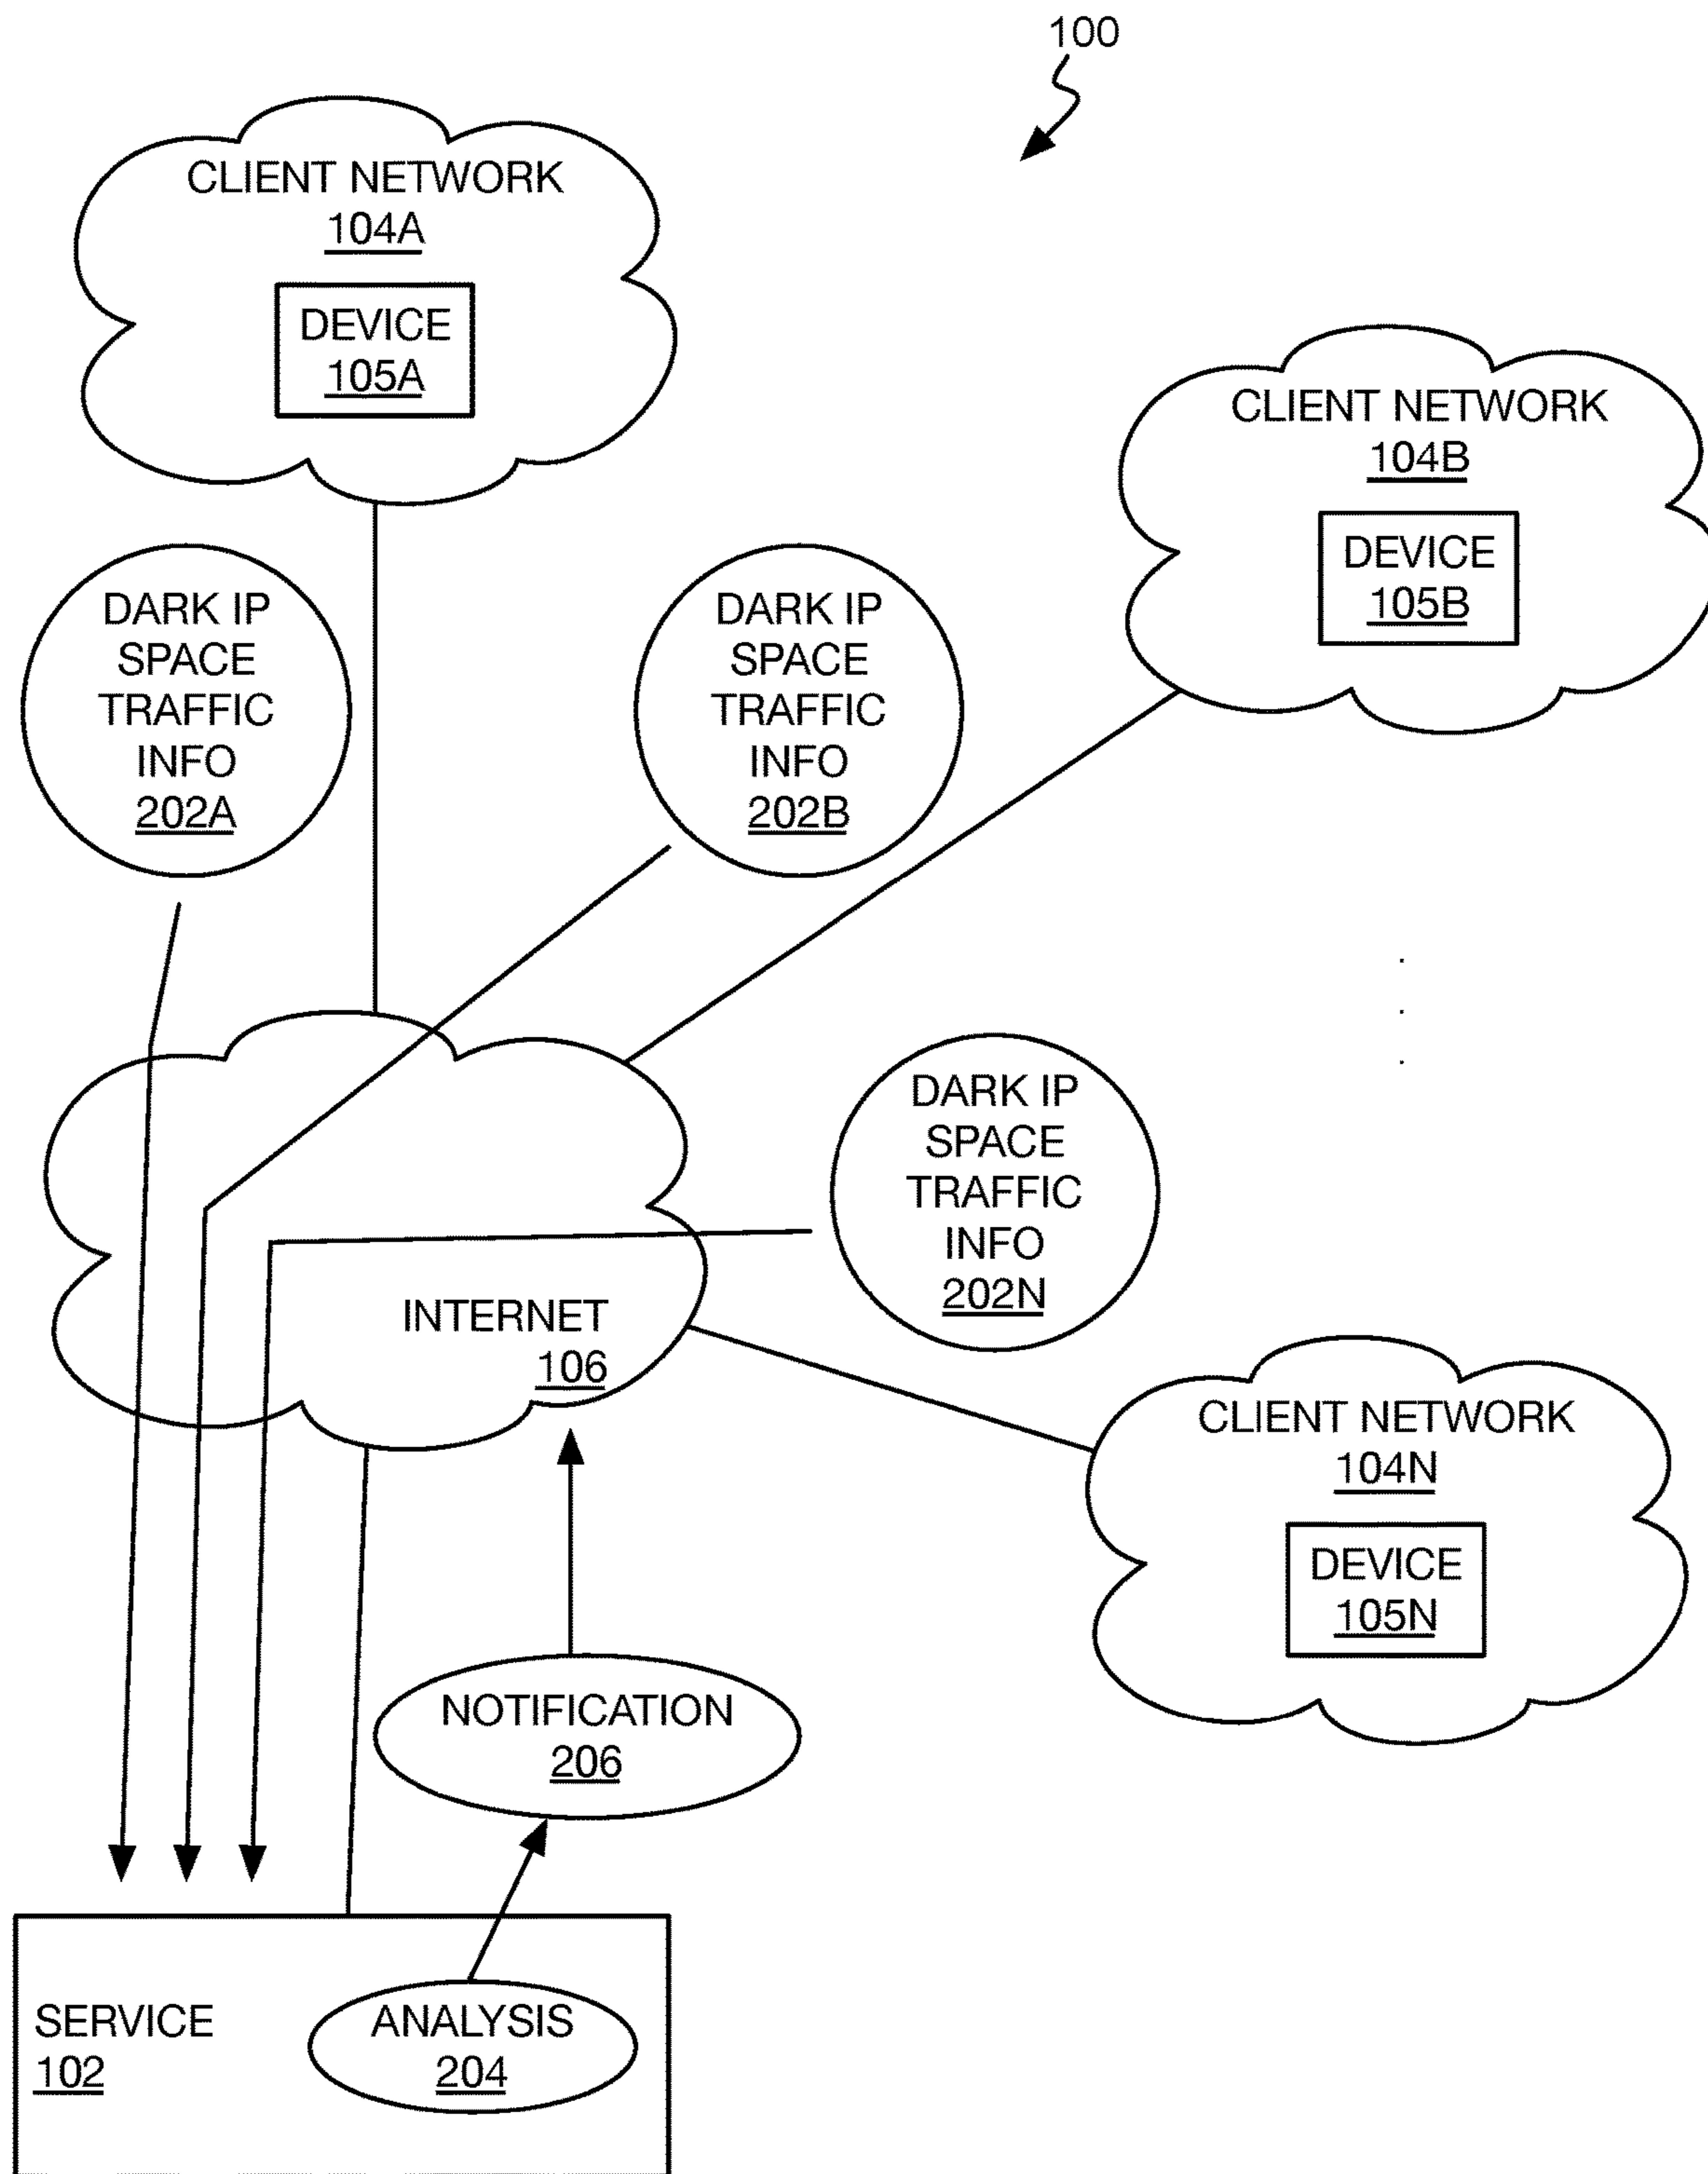 100
CLIENT NETWORK
104A
DEVICE
105A
CLIENT NETWORK
104B
DEVICE
105B
DARK IP
SPACE
TRAFFIC
INFO
202A
DARK IP
SPACE
TRAFFIC
INFO
202B
DARK IP
SPACE
TRAFFIC
INFO
202N
INTERNET
106
CLIENT NETWORK
104N
DEVICE
105N
NOTIFICATION
206
SERVICE
102
ANALYSIS
204